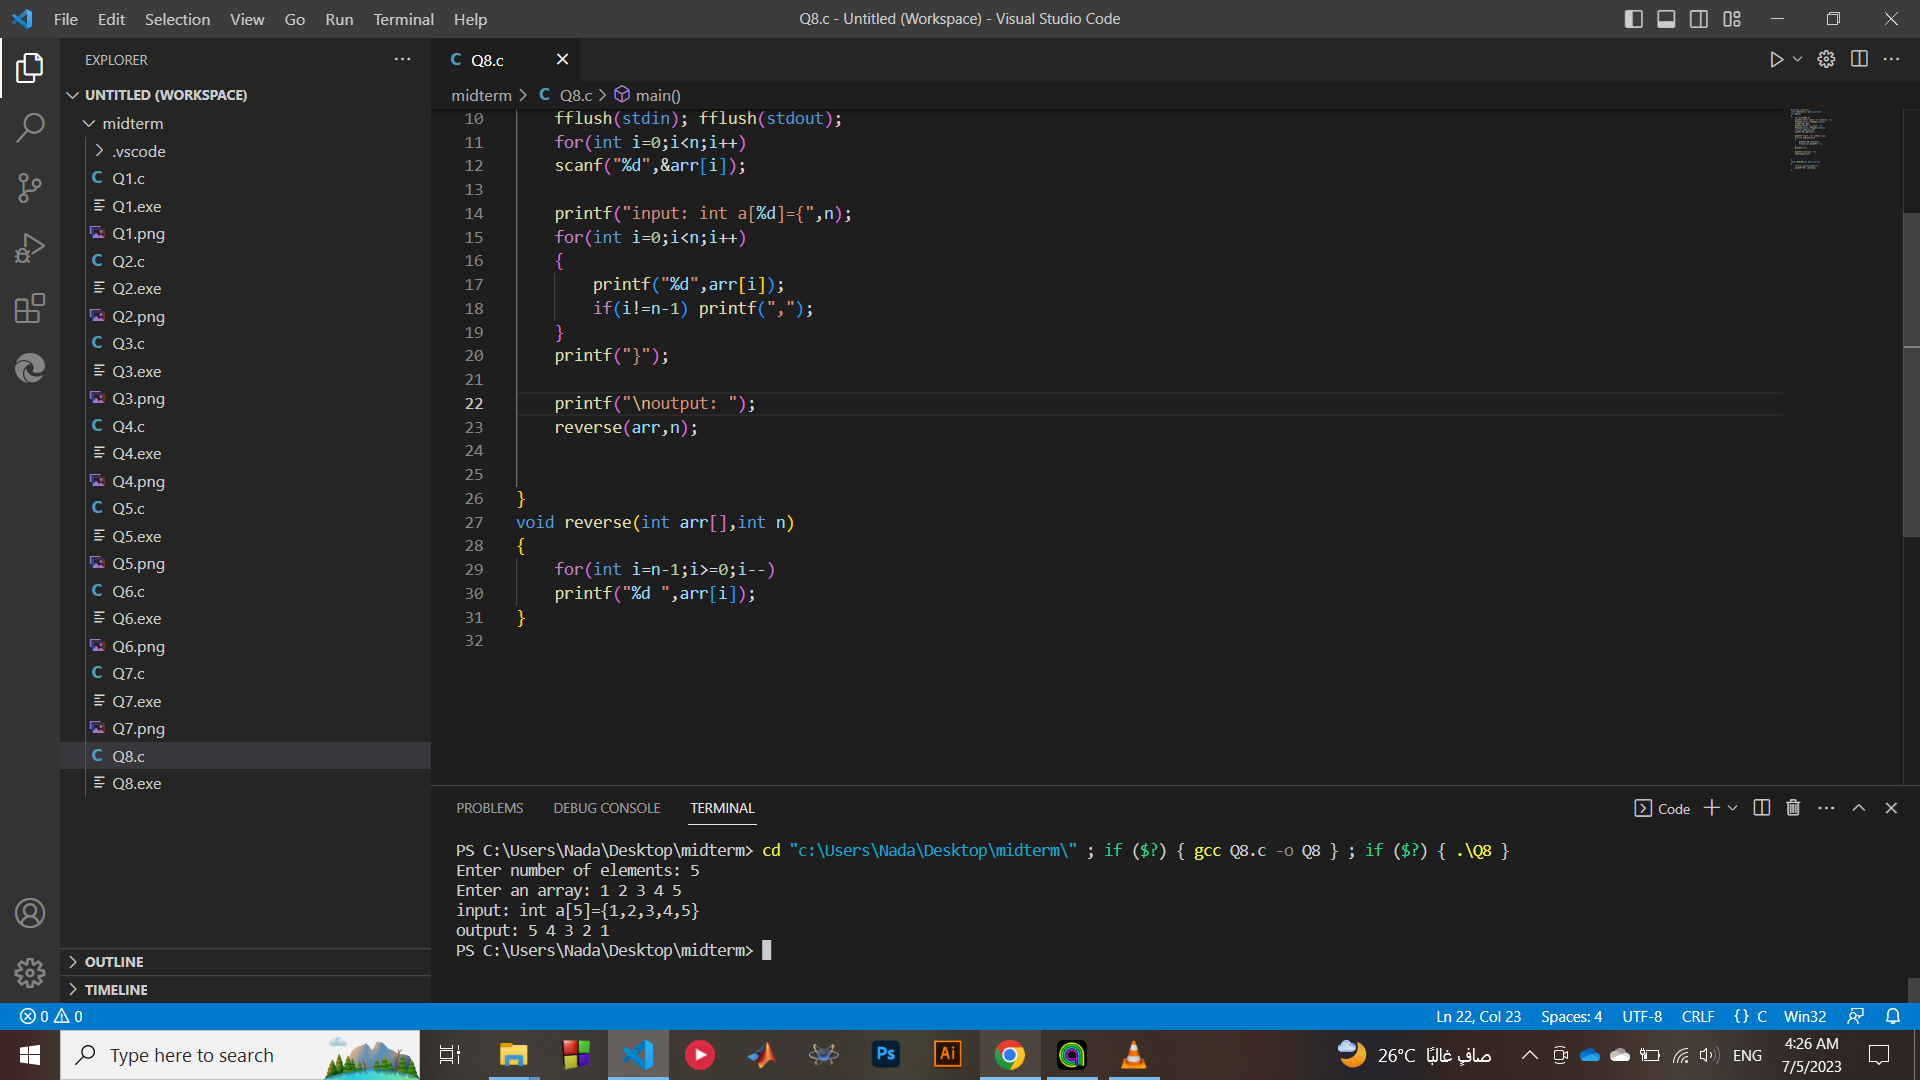 File Edit Selection View Go Run Terminal Help
Q8.c - Untitled (Workspace) - Visual Studio Code
EXPLORER
UNTITLED (WORKSPACE)
midterm
.vscode
C Q1.c
Q1.exe
Q1.png
C Q2.c
Q2.exe
Q2.png
C Q3.c
Q3.exe
Q3.png
C Q4.c
Q4.exe
Q4.png
C Q5.c
Q5.exe
Q5.png
C Q6.c
Q6.exe
Q6.png
C Q7.c
Q7.exe
Q7.png
C Q8.c
Q8.exe
OUTLINE
TIMELINE
C Q8.c
midterm > C Q8.c > main()
10 fflush(stdin); fflush(stdout);
11 for(int i=0;i<n;i++)
12 scanf("%d",&arr[i]);
13
14 printf("input: int a[%d]={",n);
15 for(int i=0;i<n;i++)
16 {
17 printf("%d",arr[i]);
18 if(i!=n-1) printf(",");
19 }
20 printf("}");
21
22 printf("\noutput: ");
23 reverse(arr,n);
24
25
26 }
27 void reverse(int arr[],int n)
28 {
29 for(int i=n-1;i>=0;i--)
30 printf("%d ",arr[i]);
31 }
32
PROBLEMS DEBUG CONSOLE TERMINAL
Code
PS C:\Users\Nada\Desktop\midterm> cd "c:\Users\Nada\Desktop\midterm\" ; if ($?) { gcc Q8.c -o Q8 } ; if ($?) { .\Q8 }
Enter number of elements: 5
Enter an array: 1 2 3 4 5
input: int a[5]={1,2,3,4,5}
output: 5 4 3 2 1
PS C:\Users\Nada\Desktop\midterm>
0 0
Ln 22, Col 23 Spaces: 4 UTF-8 CRLF {} C Win32
Type here to search
Ps
Ai
26°C صافٍ غالبًا
ENG
4:26 AM
7/5/2023